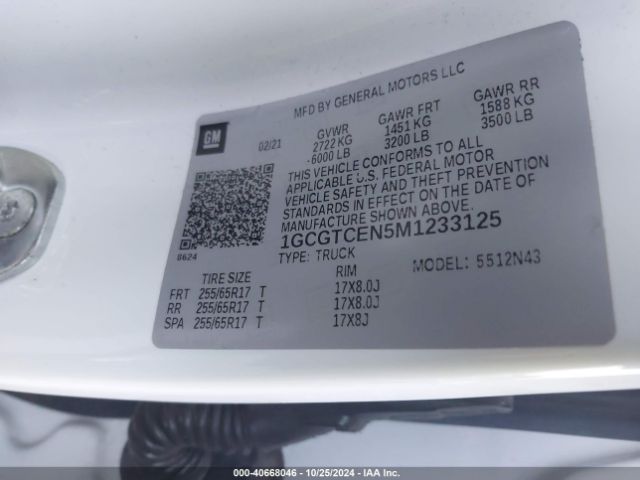 MFD BY GENERAL MOTORS LLC
GM
02/21
GVWR GAWR FRT GAWR RR
2722 KG 1451 KG 1588 KG
6000 LB 3200 LB 3500 LB
THIS VEHICLE CONFORMS TO ALL
APPLICABLE U.S. FEDERAL MOTOR
VEHICLE SAFETY AND THEFT PREVENTION
STANDARDS IN EFFECT ON THE DATE OF
MANUFACTURE SHOWN ABOVE.
1GCGTCEN5M1233125
8624
TYPE: TRUCK MODEL: 5512N43
TIRE SIZE RIM
FRT 255/65R17 T 17X8.0J
RR 255/65R17 T 17X8.0J
SPA 255/65R17 T 17X8J
000-40668046 - 10/25/2024 - IAA Inc.